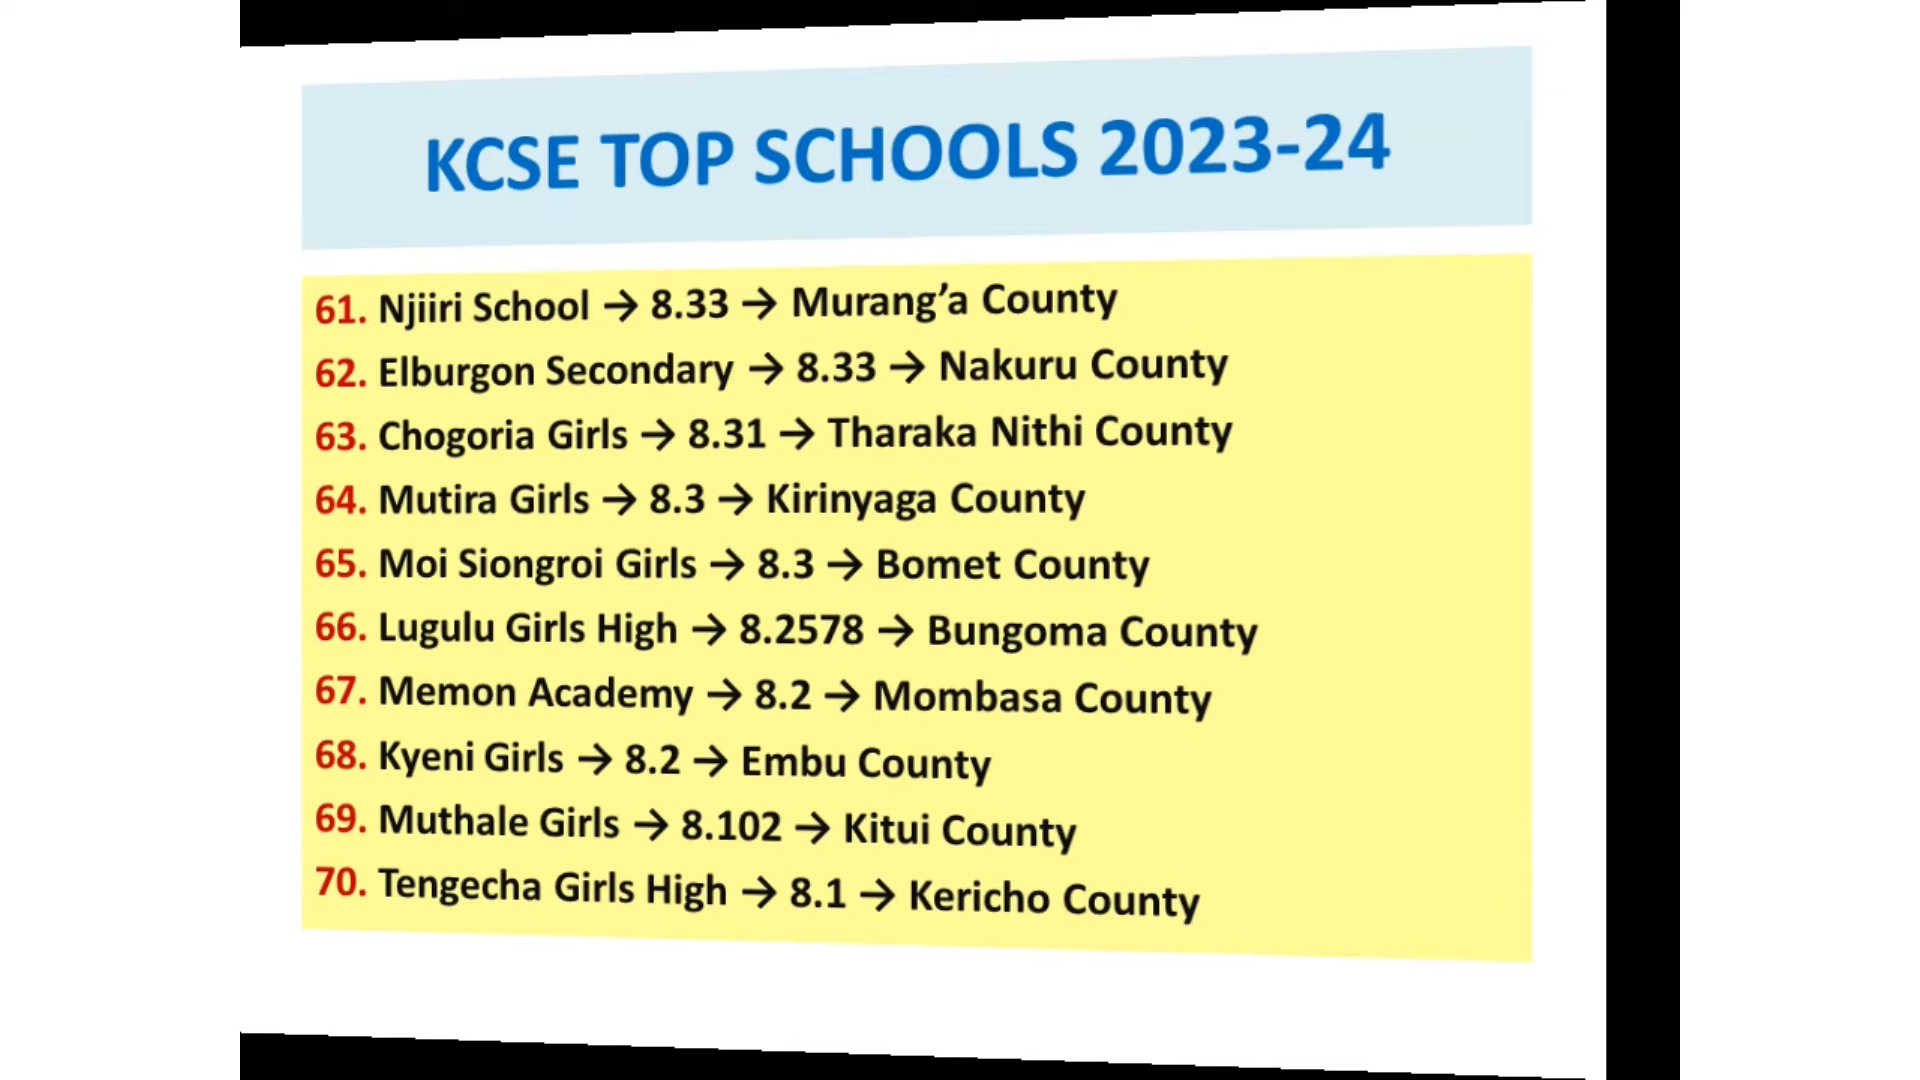 KCSE TOP SCHOOLS 2023-24
61. Njiiri School → 8.33 → Murang’a County
62. Elburgon Secondary → 8.33 → Nakuru County
63. Chogoria Girls → 8.31 → Tharaka Nithi County
64. Mutira Girls → 8.3 → Kirinyaga County
65. Moi Siongroi Girls → 8.3 → Bomet County
66. Lugulu Girls High → 8.2578 → Bungoma County
67. Memon Academy → 8.2 → Mombasa County
68. Kyeni Girls → 8.2 → Embu County
69. Muthale Girls → 8.102 → Kitui County
70. Tengecha Girls High → 8.1 → Kericho County